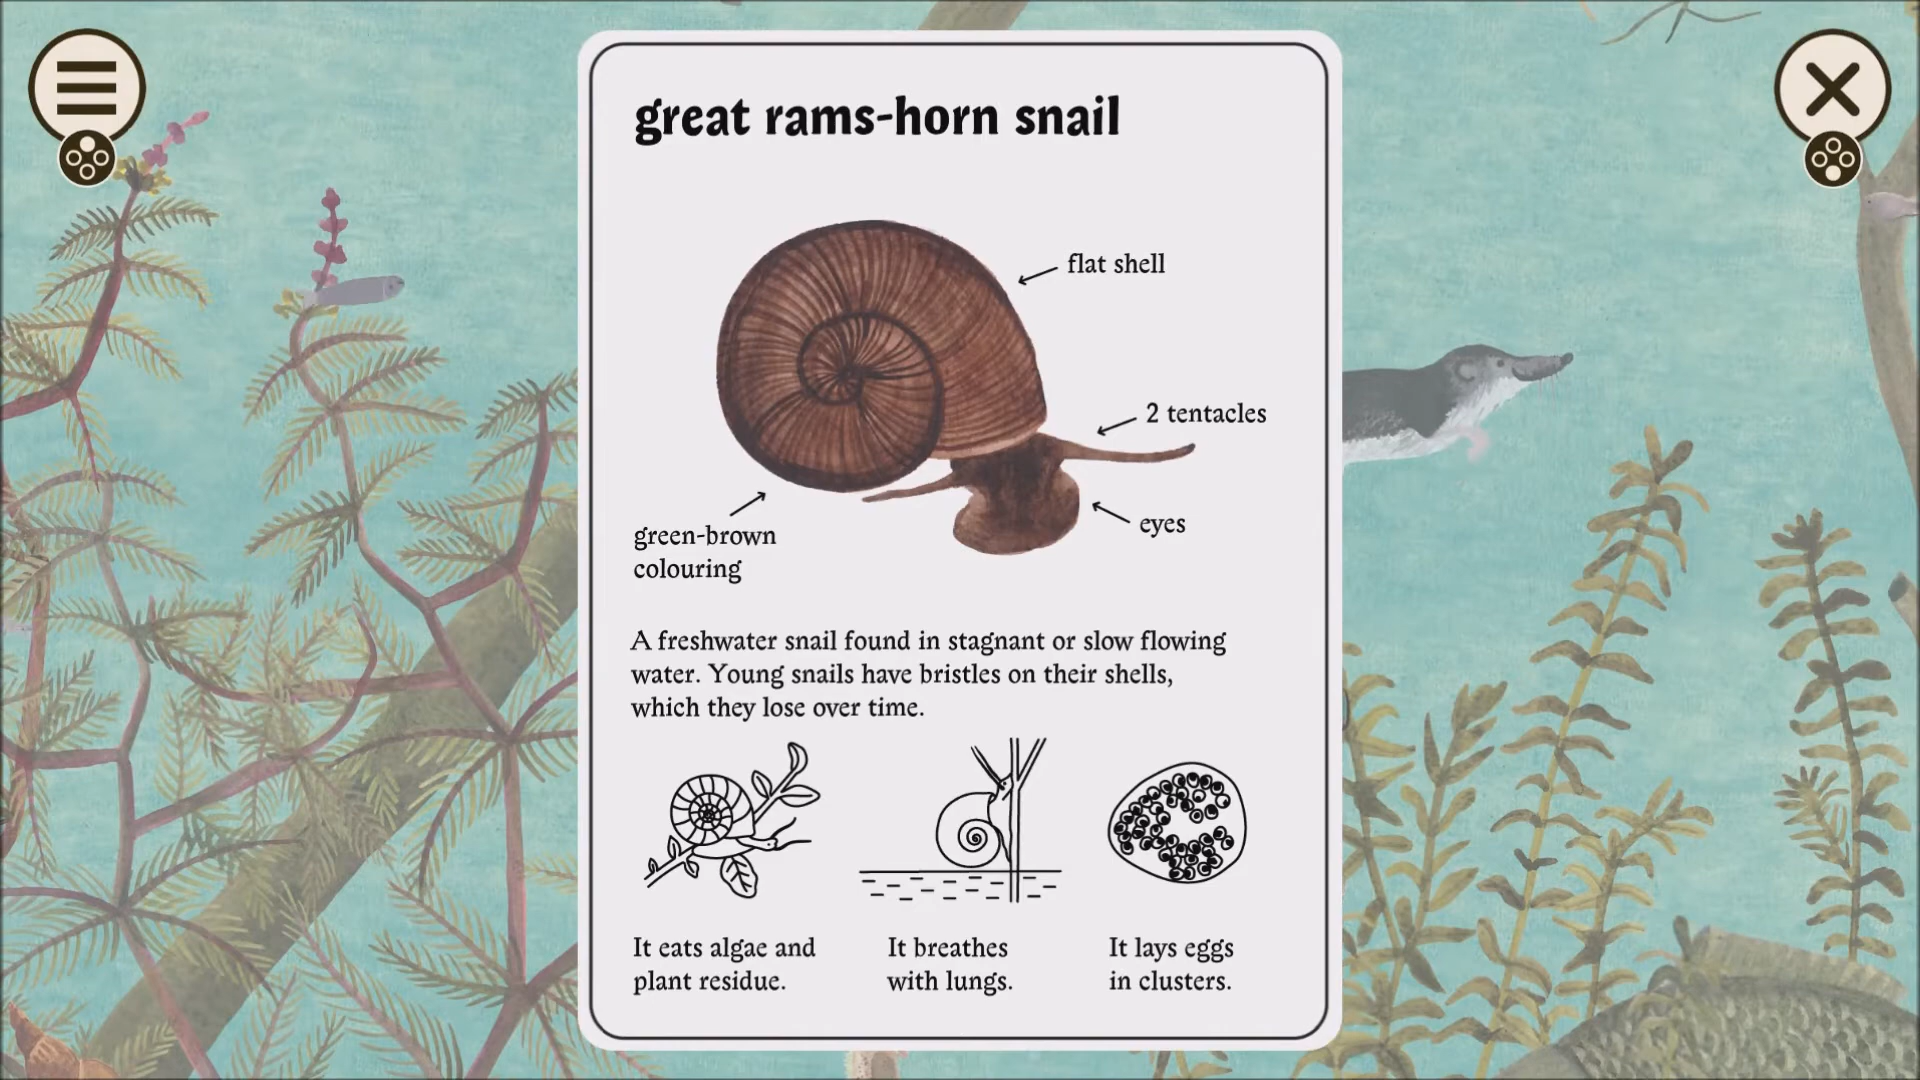 great rams-horn snail
flat shell
2 tentacles
eyes
green-brown
colouring
A freshwater snail found in stagnant or slow flowing
water. Young snails have bristles on their shells,
which they lose over time.
It eats algae and
plant residue.
It breathes
with lungs.
It lays eggs
in clusters.